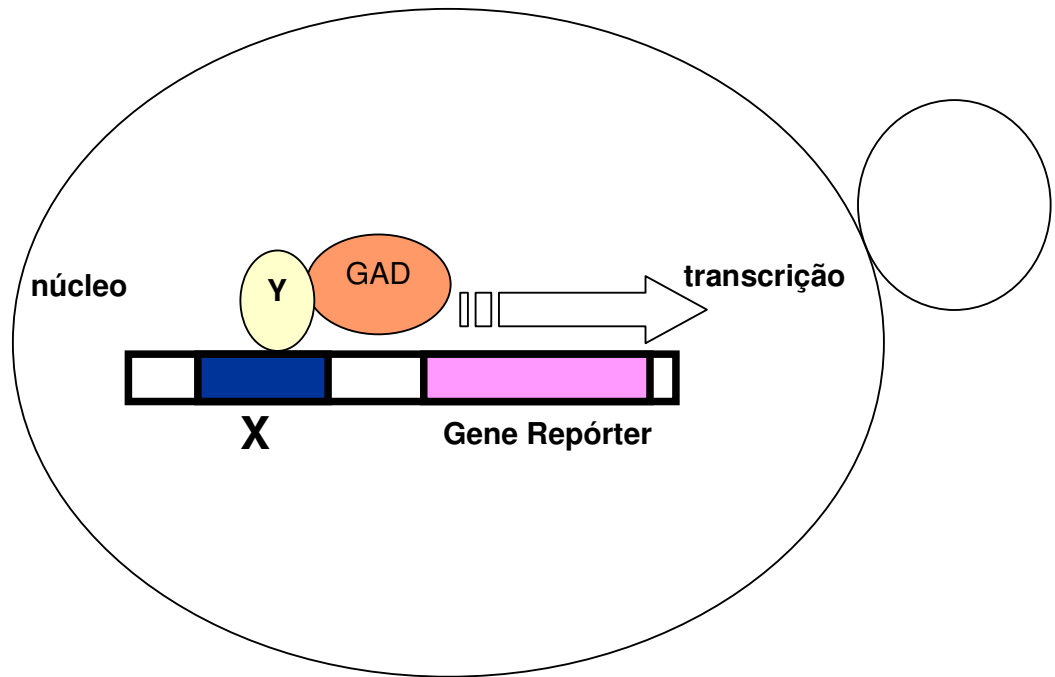 GAD
Y
núcleo
transcrição
X
Gene Repórter